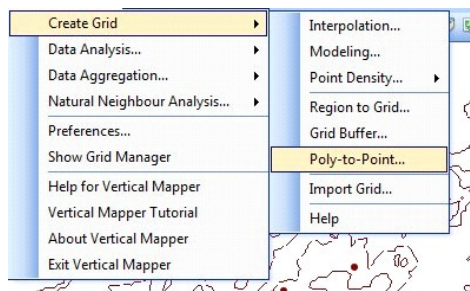 Create Grid
Data Analysis...
Data Aggregation...
Natural Neighbour Analysis...
Preferences...
Show Grid Manager
Help for Vertical Mapper
Vertical Mapper Tutorial
About Vertical Mapper
Exit Vertical Mapper
Interpolation...
Modeling...
Point Density...
Region to Grid...
Grid Buffer...
Poly-to-Point...
Import Grid...
Help